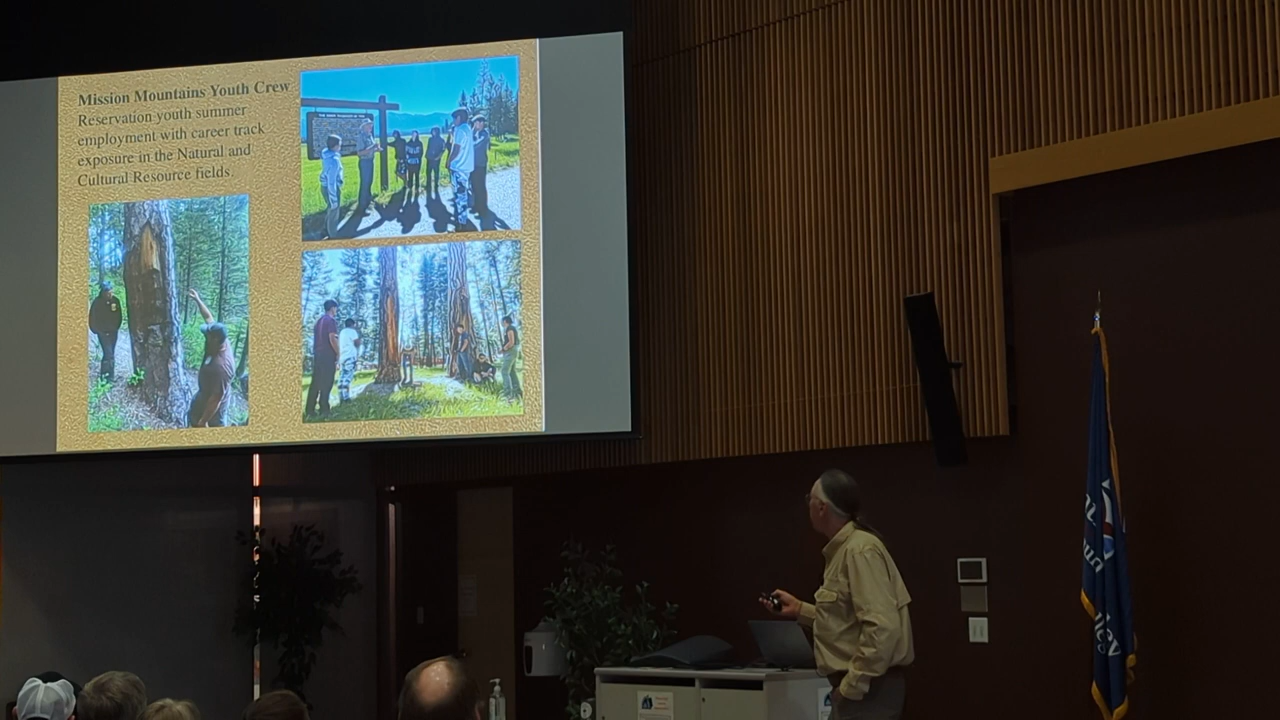 Mission Mountains Youth Crew
Reservation youth summer
employment with career track
exposure in the Natural and
Cultural Resource fields.